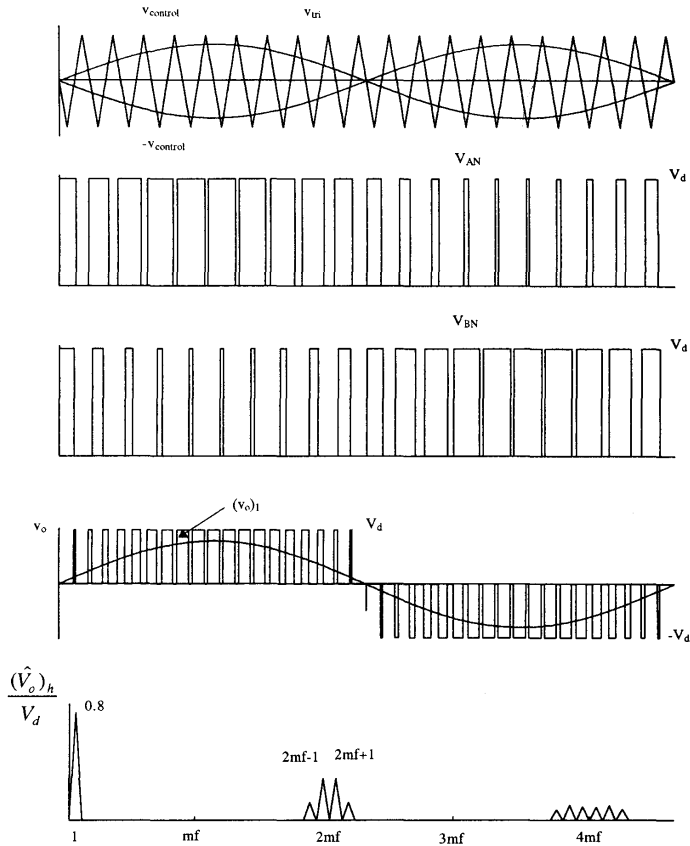 v_control v_tri
-v_control
V_AN V_d
V_BN V_d
v_o (v_o)_1 V_d
-V_d
(V̂_o)_h
V_d
0.8
2mf-1 2mf+1
1 mf 2mf 3mf 4mf